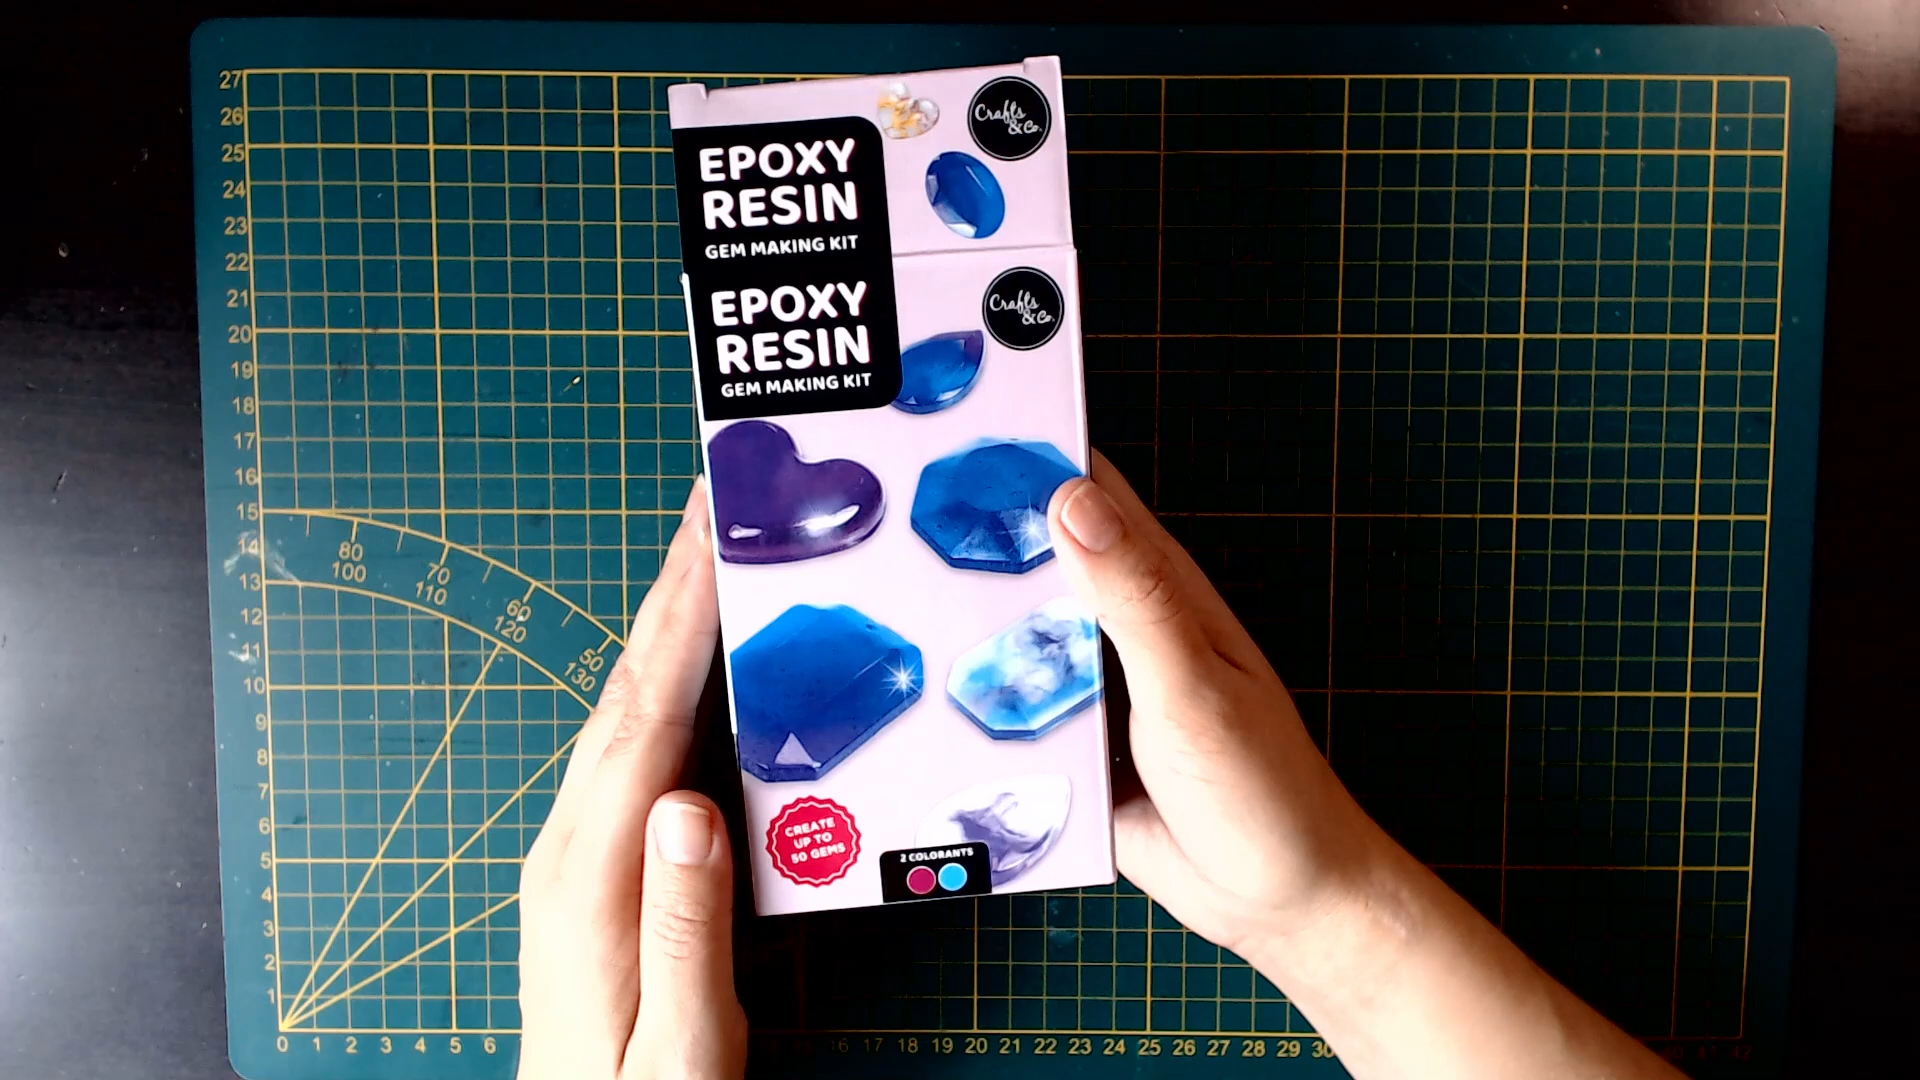 EPOXY
RESIN
GEM MAKING KIT
Crafts
&Co.
EPOXY
RESIN
GEM MAKING KIT
Crafts
&Co.
CREATE
UP TO
50 GEMS
2 COLORANTS
27
26
25
24
23
22
21
20
19
18
17
16
15
14
13
12
11
10
9
8
7
6
5
4
3
2
1
80
100
70
110
60
120
50
130
0 1 2 3 4 5 6
16 17 18 19 20 21 22 23 24 25 26 27 28 29 30
41 42